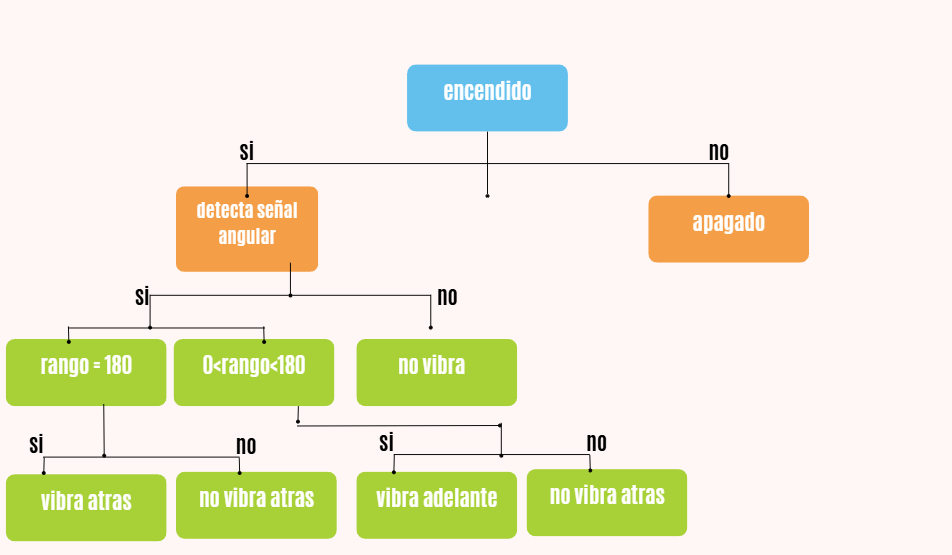 encendido
si
no
detecta señal
angular
apagado
si
no
rango = 180
0<rango<180
no vibra
si
no
si
no
vibra atras
no vibra atras
vibra adelante
no vibra atras